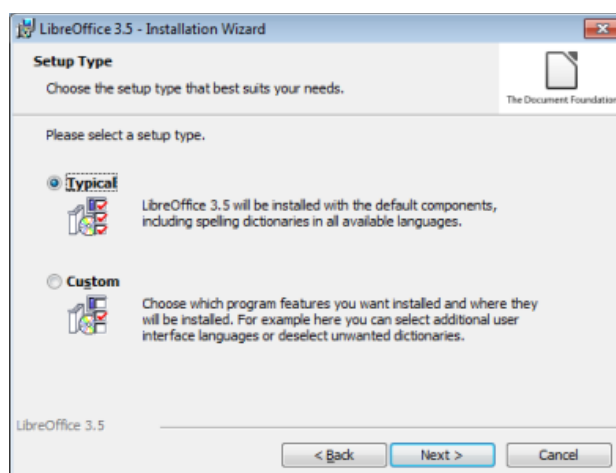 LibreOffice 3.5 - Installation Wizard
Setup Type
Choose the setup type that best suits your needs.
The Document Foundation
Please select a setup type.
Typical
LibreOffice 3.5 will be installed with the default components,
including spelling dictionaries in all available languages.
Custom
Choose which program features you want installed and where they
will be installed. For example here you can select additional user
interface languages or deselect unwanted dictionaries.
LibreOffice 3.5
< Back Next > Cancel